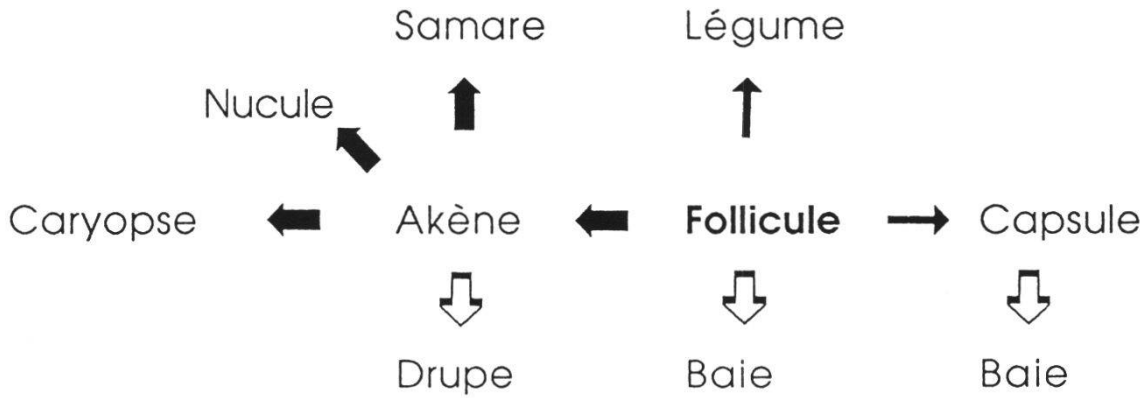 Samare Légume
Nucule
Caryopse Akène Follicule Capsule
Drupe Baie Baie